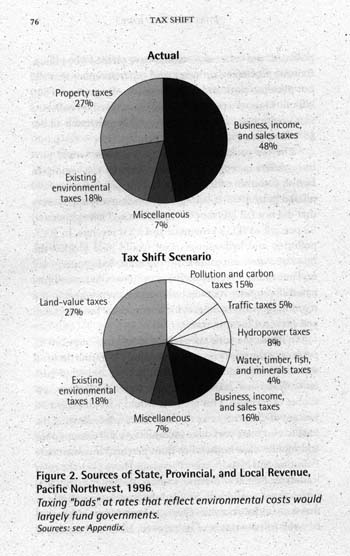 76
TAX SHIFT
Actual
Property taxes
27%
Business, income,
and sales taxes
48%
Existing
environmental
taxes 18%
Miscellaneous
7%
Tax Shift Scenario
Pollution and carbon
taxes 15%
Land-value taxes
27%
Traffic taxes 5%
Hydropower taxes
8%
Water, timber, fish,
and minerals taxes
4%
Existing
environmental
taxes 18%
Business, income,
and sales taxes
16%
Miscellaneous
7%
Figure 2. Sources of State, Provincial, and Local Revenue,
Pacific Northwest, 1996.
Taxing "bads" at rates that reflect environmental costs would
largely fund governments.
Sources: see Appendix.